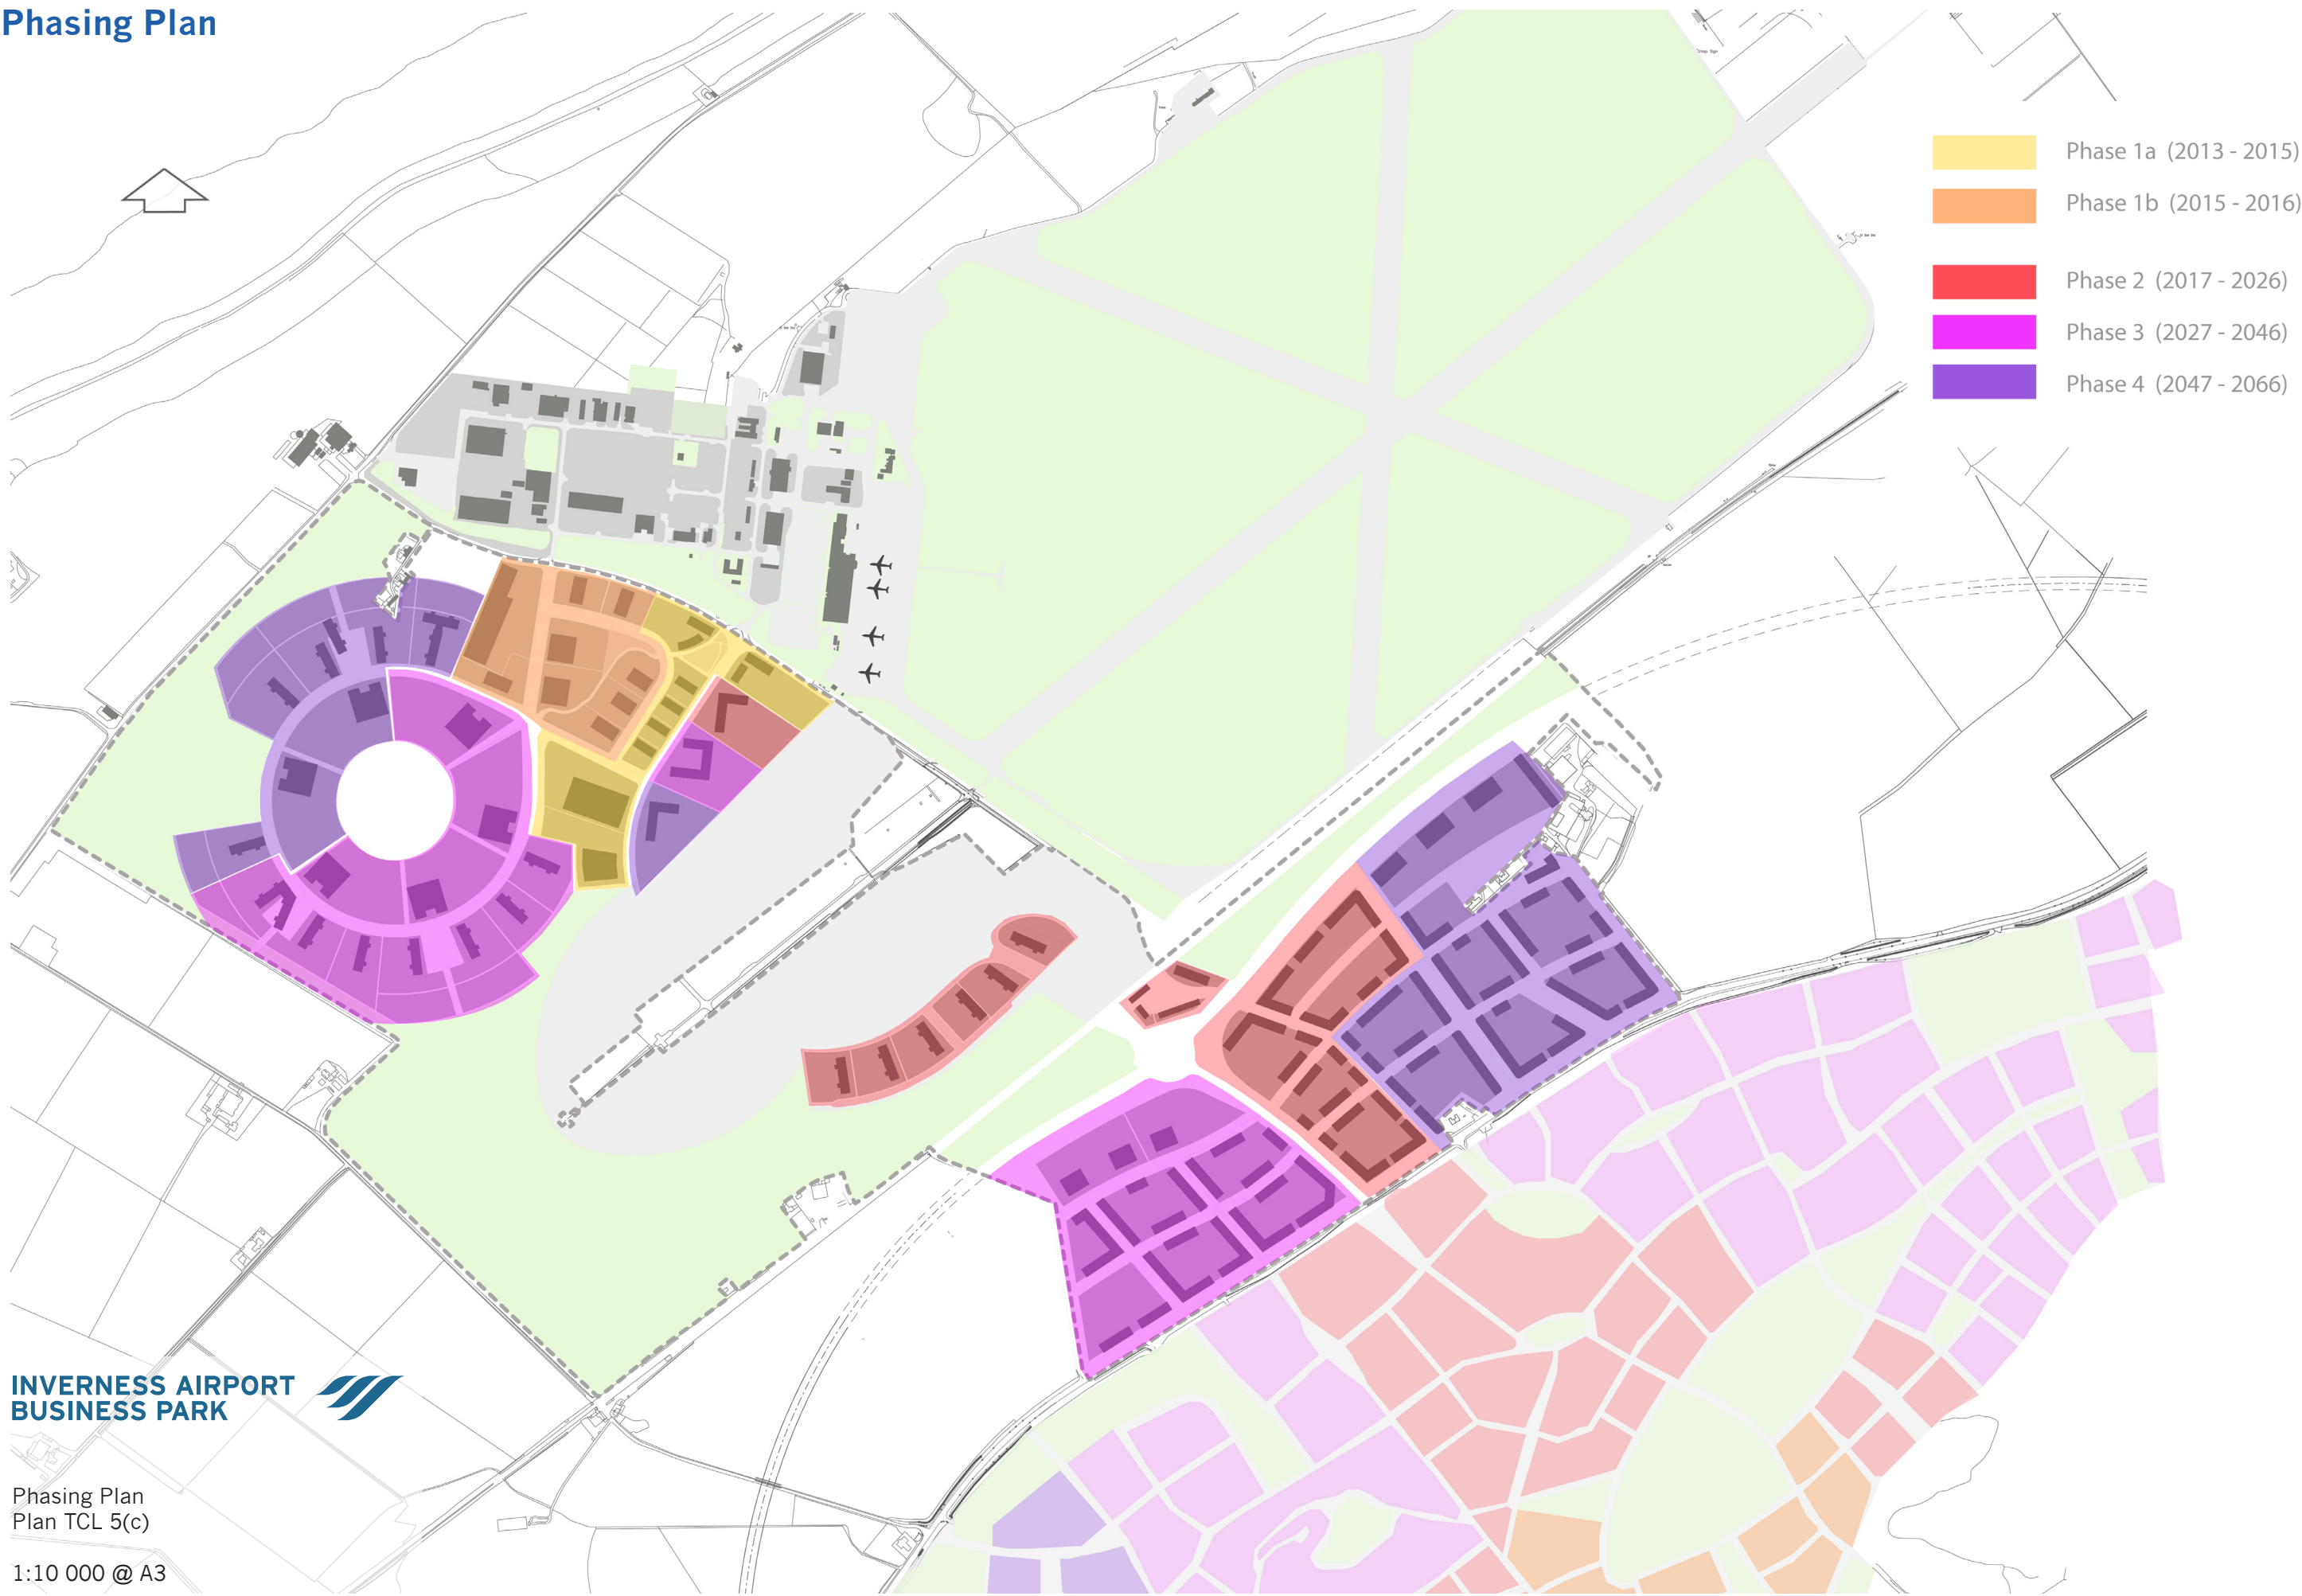 Phasing Plan
Phase 1a (2013 - 2015)
Phase 1b (2015 - 2016)
Phase 2 (2017 - 2026)
Phase 3 (2027 - 2046)
Phase 4 (2047 - 2066)
INVERNESS AIRPORT
BUSINESS PARK
Phasing Plan
Plan TCL 5(c)
1:10 000 @ A3